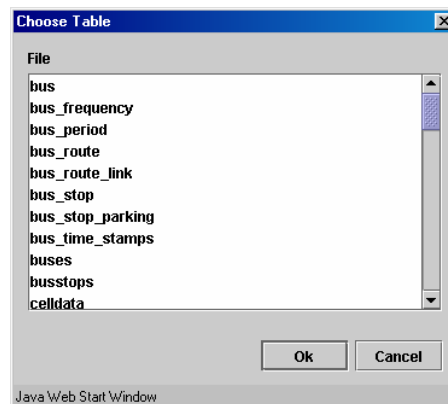 Choose Table
File
bus
bus_frequency
bus_period
bus_route
bus_route_link
bus_stop
bus_stop_parking
bus_time_stamps
buses
busstops
celldata
Ok Cancel
Java Web Start Window